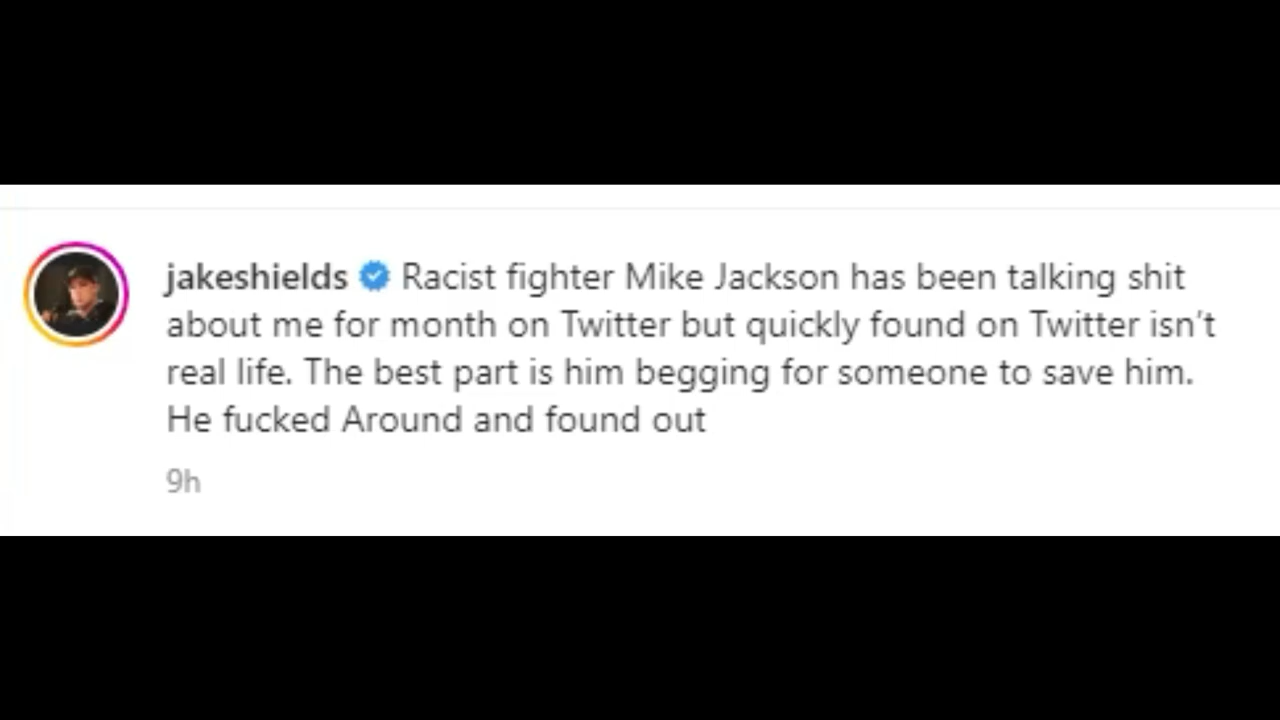 jakeshields Racist fighter Mike Jackson has been talking shit
about me for month on Twitter but quickly found on Twitter isn’t
real life. The best part is him begging for someone to save him.
He fucked Around and found out
9h